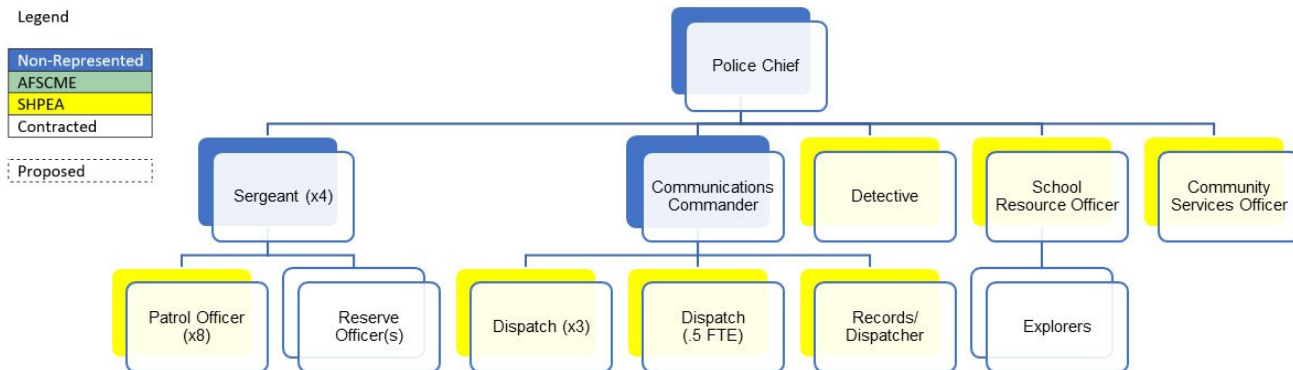 Legend
Non-Represented
AFSCME
SHPEA
Contracted
Proposed
Police Chief
Sergeant (x4)
Communications
Commander
Detective
School
Resource Officer
Community
Services Officer
Patrol Officer
(x8)
Reserve
Officer(s)
Dispatch (x3)
Dispatch
(.5 FTE)
Records/
Dispatcher
Explorers